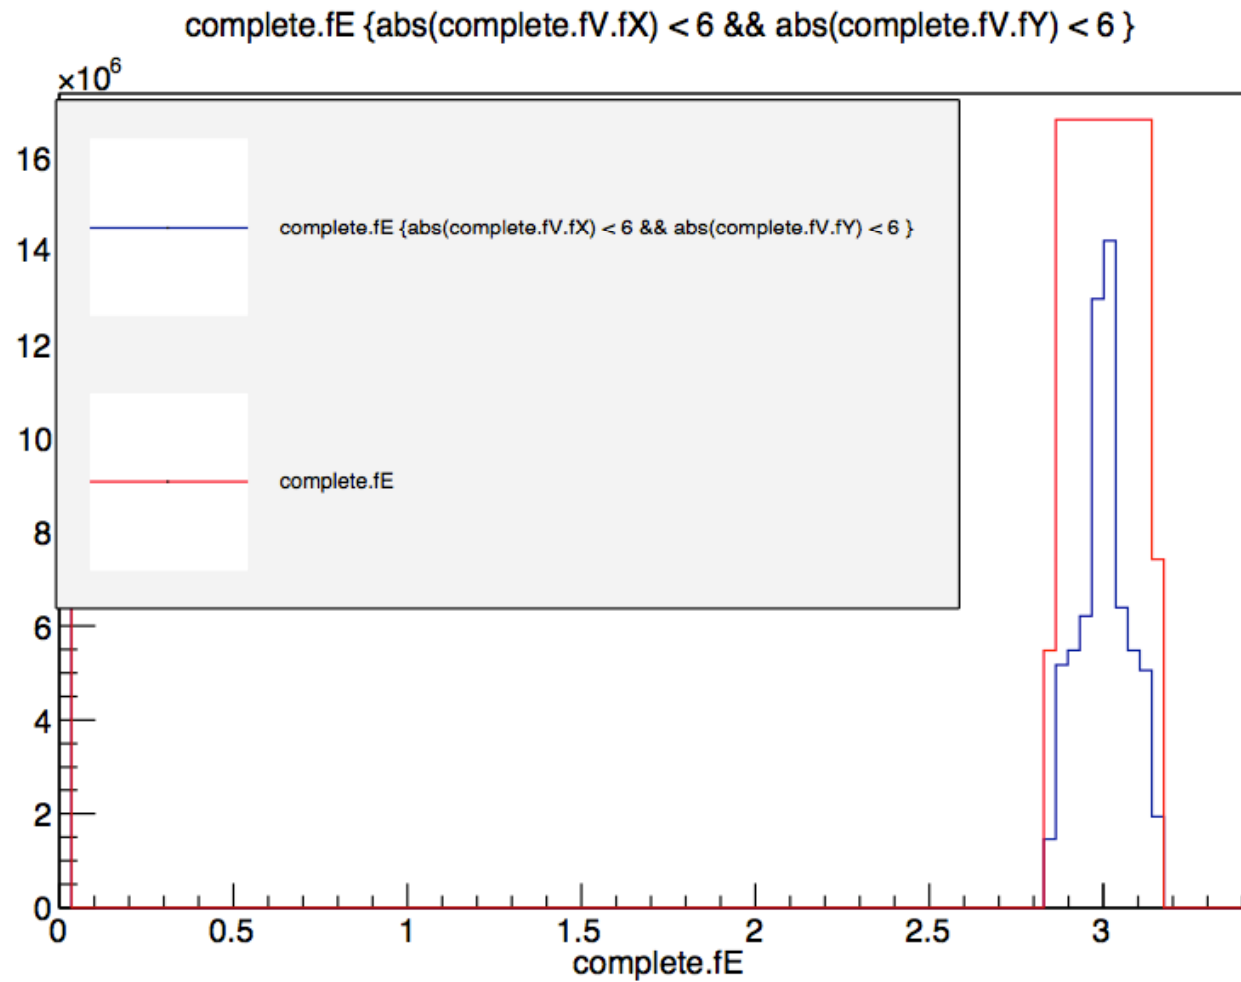 complete.fE {abs(complete.fV.fX) < 6 && abs(complete.fV.fY) < 6 }
×10⁶
16
complete.fE {abs(complete.fV.fX) < 6 && abs(complete.fV.fY) < 6 }
14
12
10
complete.fE
8
6
4
2
0
0 0.5 1 1.5 2 2.5 3
complete.fE